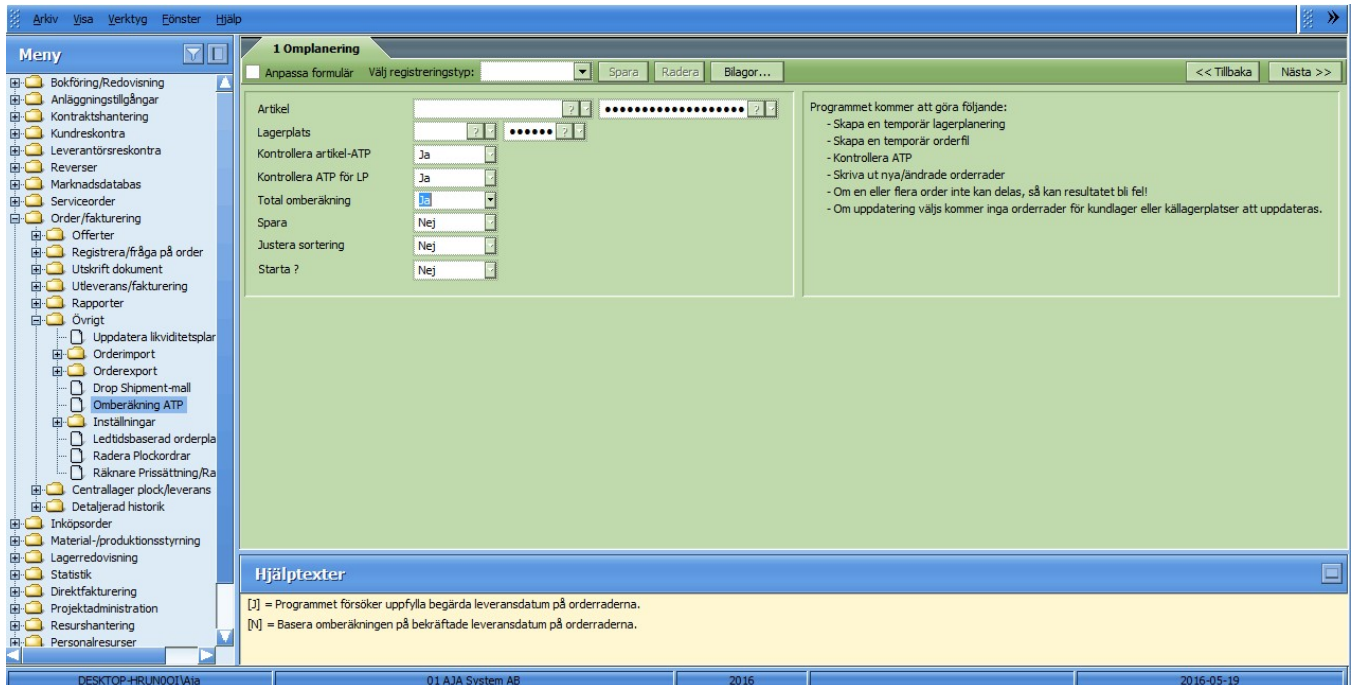 Arkiv Visa Verktyg Fönster Hjälp
»
Meny
Bokföring/Redovisning
Anläggningstillgångar
Kontraktshantering
Kundreskontra
Leverantörsreskontra
Reverser
Marknadsdatabas
Serviceorder
Order/fakturering
Offerter
Registrera/fråga på order
Utskrift dokument
Utleverans/fakturering
Rapporter
Övrigt
Uppdatera likviditetsplar
Orderimport
Orderexport
Drop Shipment-mall
Omberäkning ATP
Inställningar
Ledtidsbaserad orderpla
Radera Plockordrar
Räknare Prissättning/Ra
Centrallager plock/leverans
Detaljerad historik
Inköpsorder
Material-/produktionsstyrning
Lagerredovisning
Statistik
Direktfakturering
Projektadministration
Resurshantering
Personalresurser
1 Omplanering
Anpassa formulär Välj registreringstyp: Spara Radera Bilagor... << Tillbaka Nästa >>
Artikel ? •••••••••••••••••••• ?
Lagerplats ? •••••• ?
Kontrollera artikel-ATP Ja
Kontrollera ATP för LP Ja
Total omberäkning Ja
Spara Nej
Justera sortering Nej
Starta ? Nej
Programmet kommer att göra följande:
- Skapa en temporär lagerplanering
- Skapa en temporär orderfil
- Kontrollera ATP
- Skriva ut nya/ändrade orderrader
- Om en eller flera order inte kan delas, så kan resultatet bli fel!
- Om uppdatering väljs kommer inga orderrader för kundlager eller källagerplatser att uppdateras.
Hjälptexter
[J] = Programmet försöker uppfylla begärda leveransdatum på orderraderna.
[N] = Basera omberäkningen på bekräftade leveransdatum på orderraderna.
DESKTOP-HRUN0OI\Aja 01 AJA System AB 2016 2016-05-19